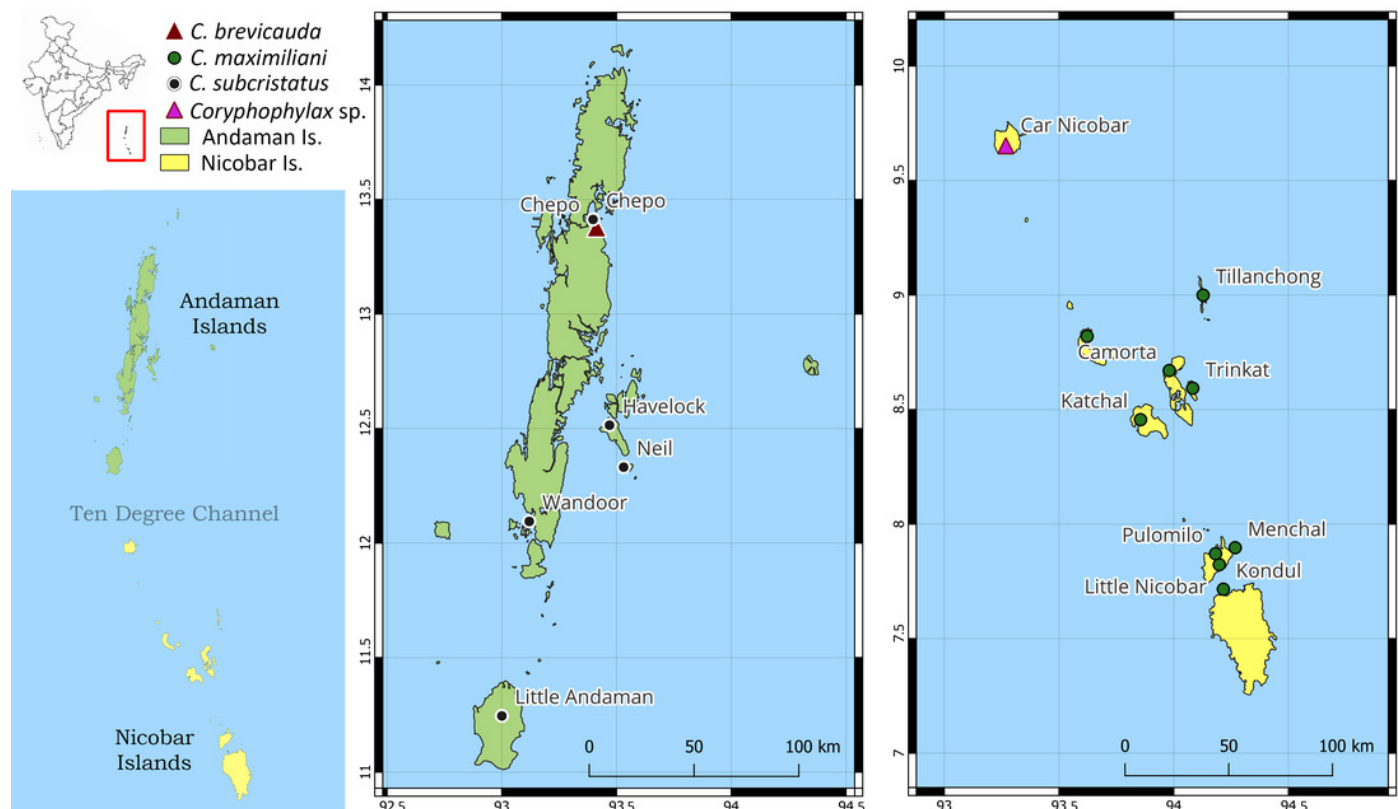 C. brevicauda
C. maximiliani
C. subcristatus
Coryphophylax sp.
Andaman Is.
Nicobar Is.
Andaman
Islands
Ten Degree Channel
Nicobar
Islands
14
13.5
13
12.5
12
11.5
11
92.5
93
93.5
94
94.5
Chepo
Chepo
Havelock
Neil
Wandoor
Little Andaman
0
50
100 km
10
9.5
9
8.5
8
7.5
7
93
93.5
94
94.5
Car Nicobar
Tillanchong
Camorta
Trinkat
Katchal
Pulomilo
Menchal
Little Nicobar
Kondul
0
50
100 km